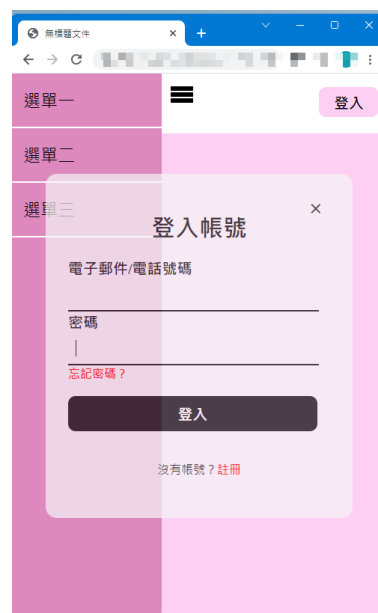 無標題文件
選單一
登入
選單二
選單三
登入帳號
電子郵件/電話號碼
密碼
忘記密碼？
登入
沒有帳號？註冊